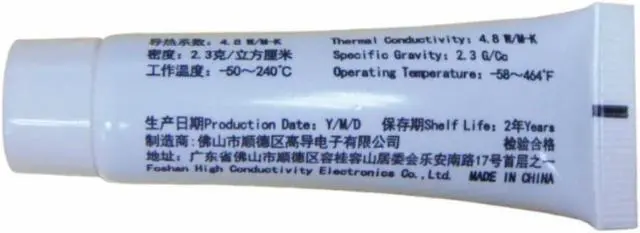 导热系数: 4.8 W/M-K Thermal Conductivity: 4.8 W/M-K
密度: 2.3克/立方厘米 Specific Gravity: 2.3 G/Cc
工作温度: -50～240℃ Operating Temperature: -58～464℉
生产日期Production Date: Y/M/D 保存期Shelf Life: 2年Years
制造商:佛山市顺德区高导电子有限公司 检验合格
地址: 广东省佛山市顺德区容桂容山居委会乐安南路17号首层之一
Foshan High Conductivity Electronics Co.,Ltd. MADE IN CHINA